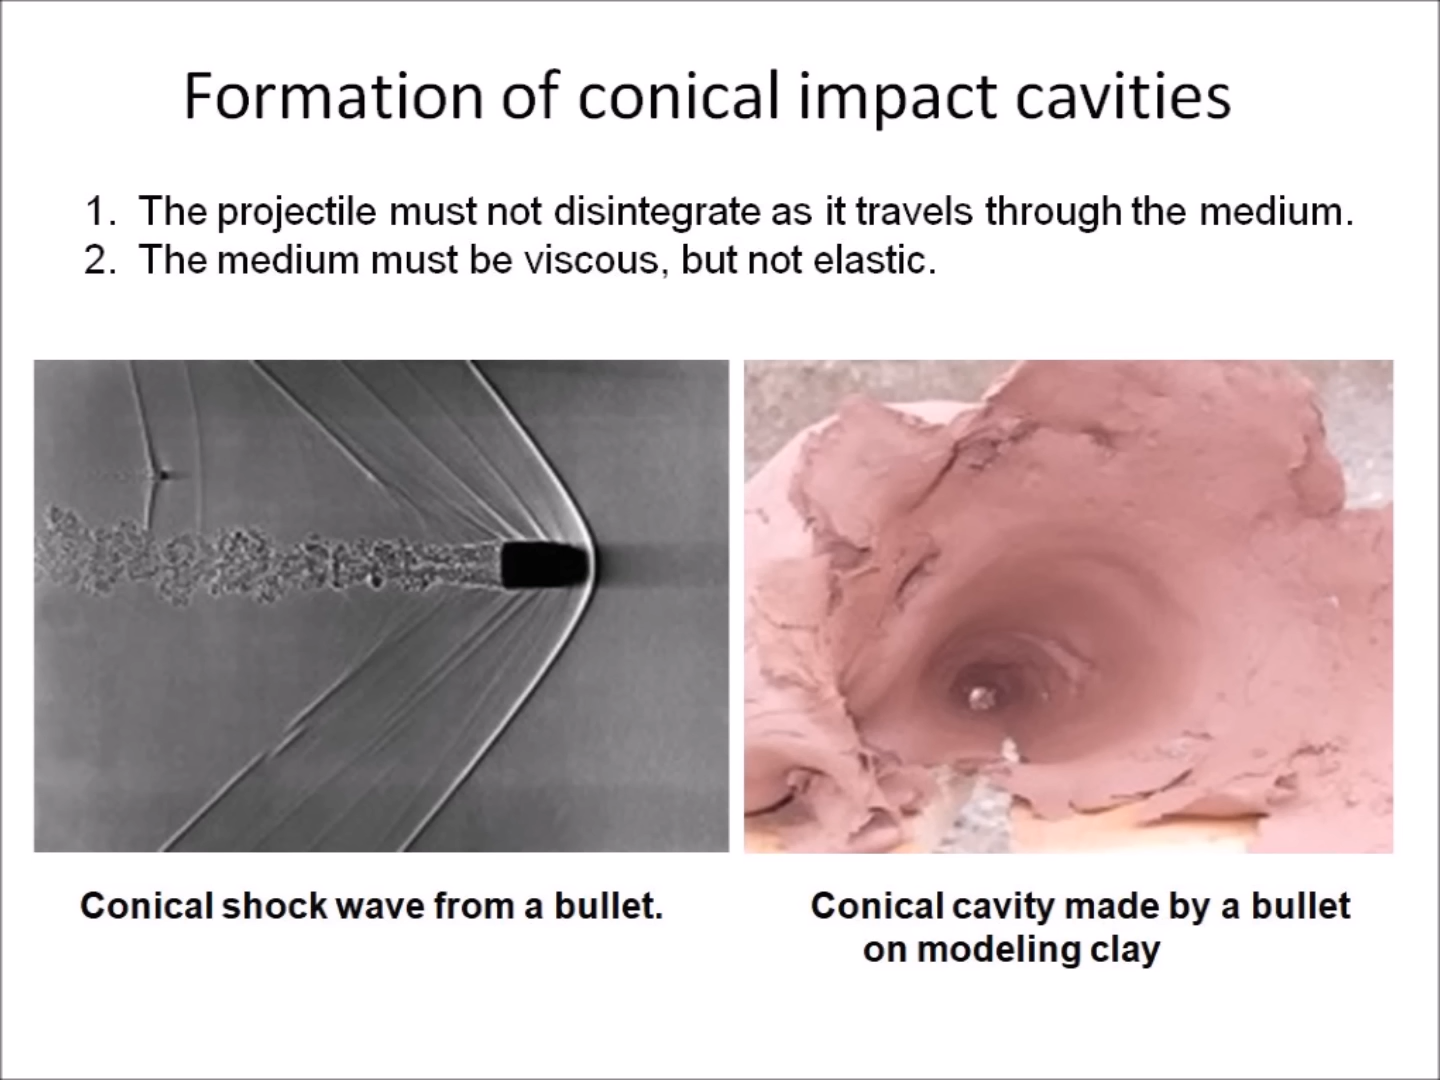 Formation of conical impact cavities
1. The projectile must not disintegrate as it travels through the medium.
2. The medium must be viscous, but not elastic.
Conical shock wave from a bullet.
Conical cavity made by a bullet
on modeling clay